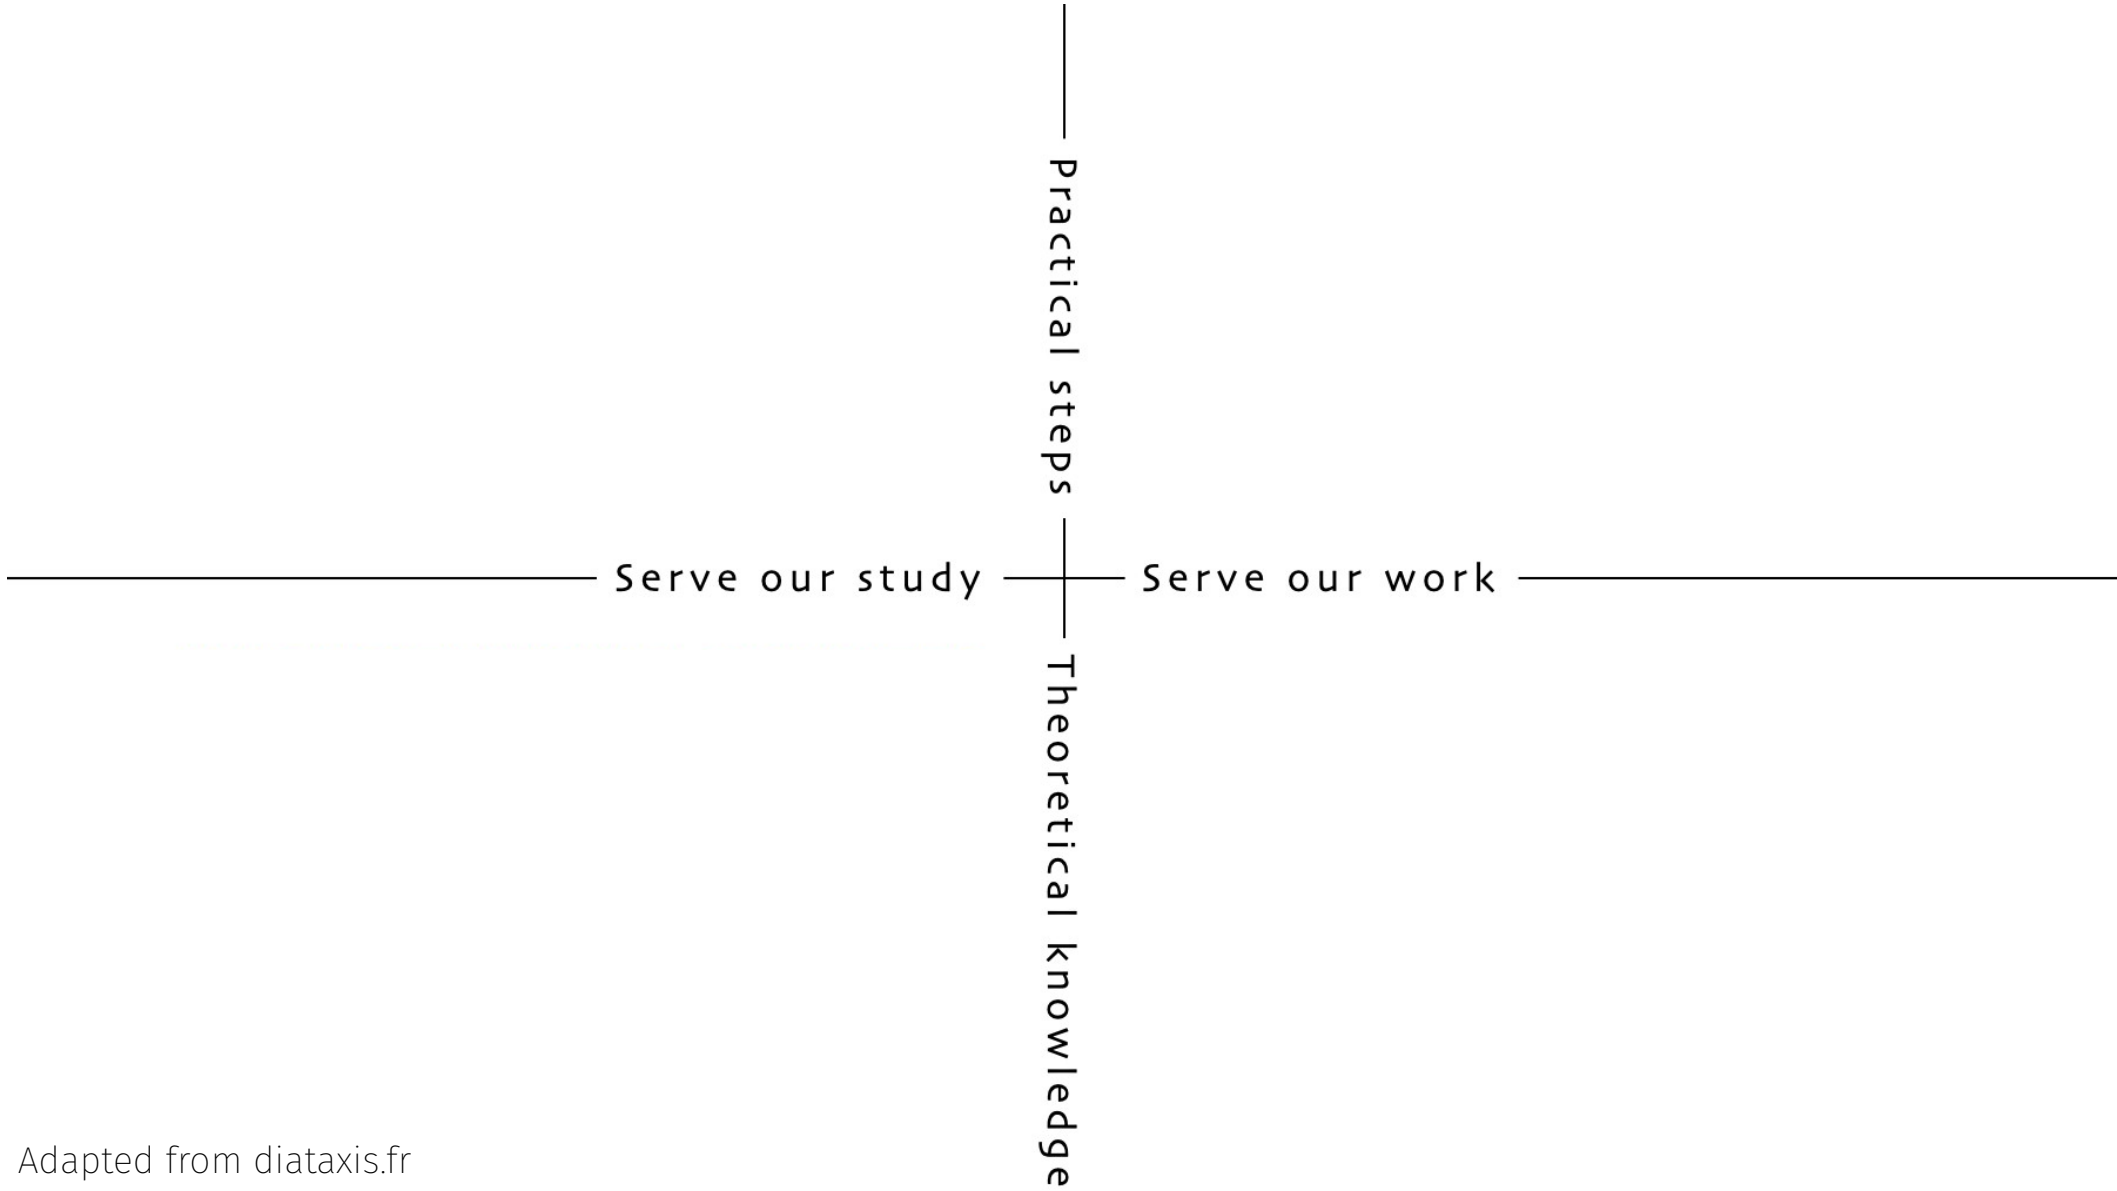 Practical steps
Serve our study
Serve our work
Theoretical knowledge
Adapted from diataxis.fr